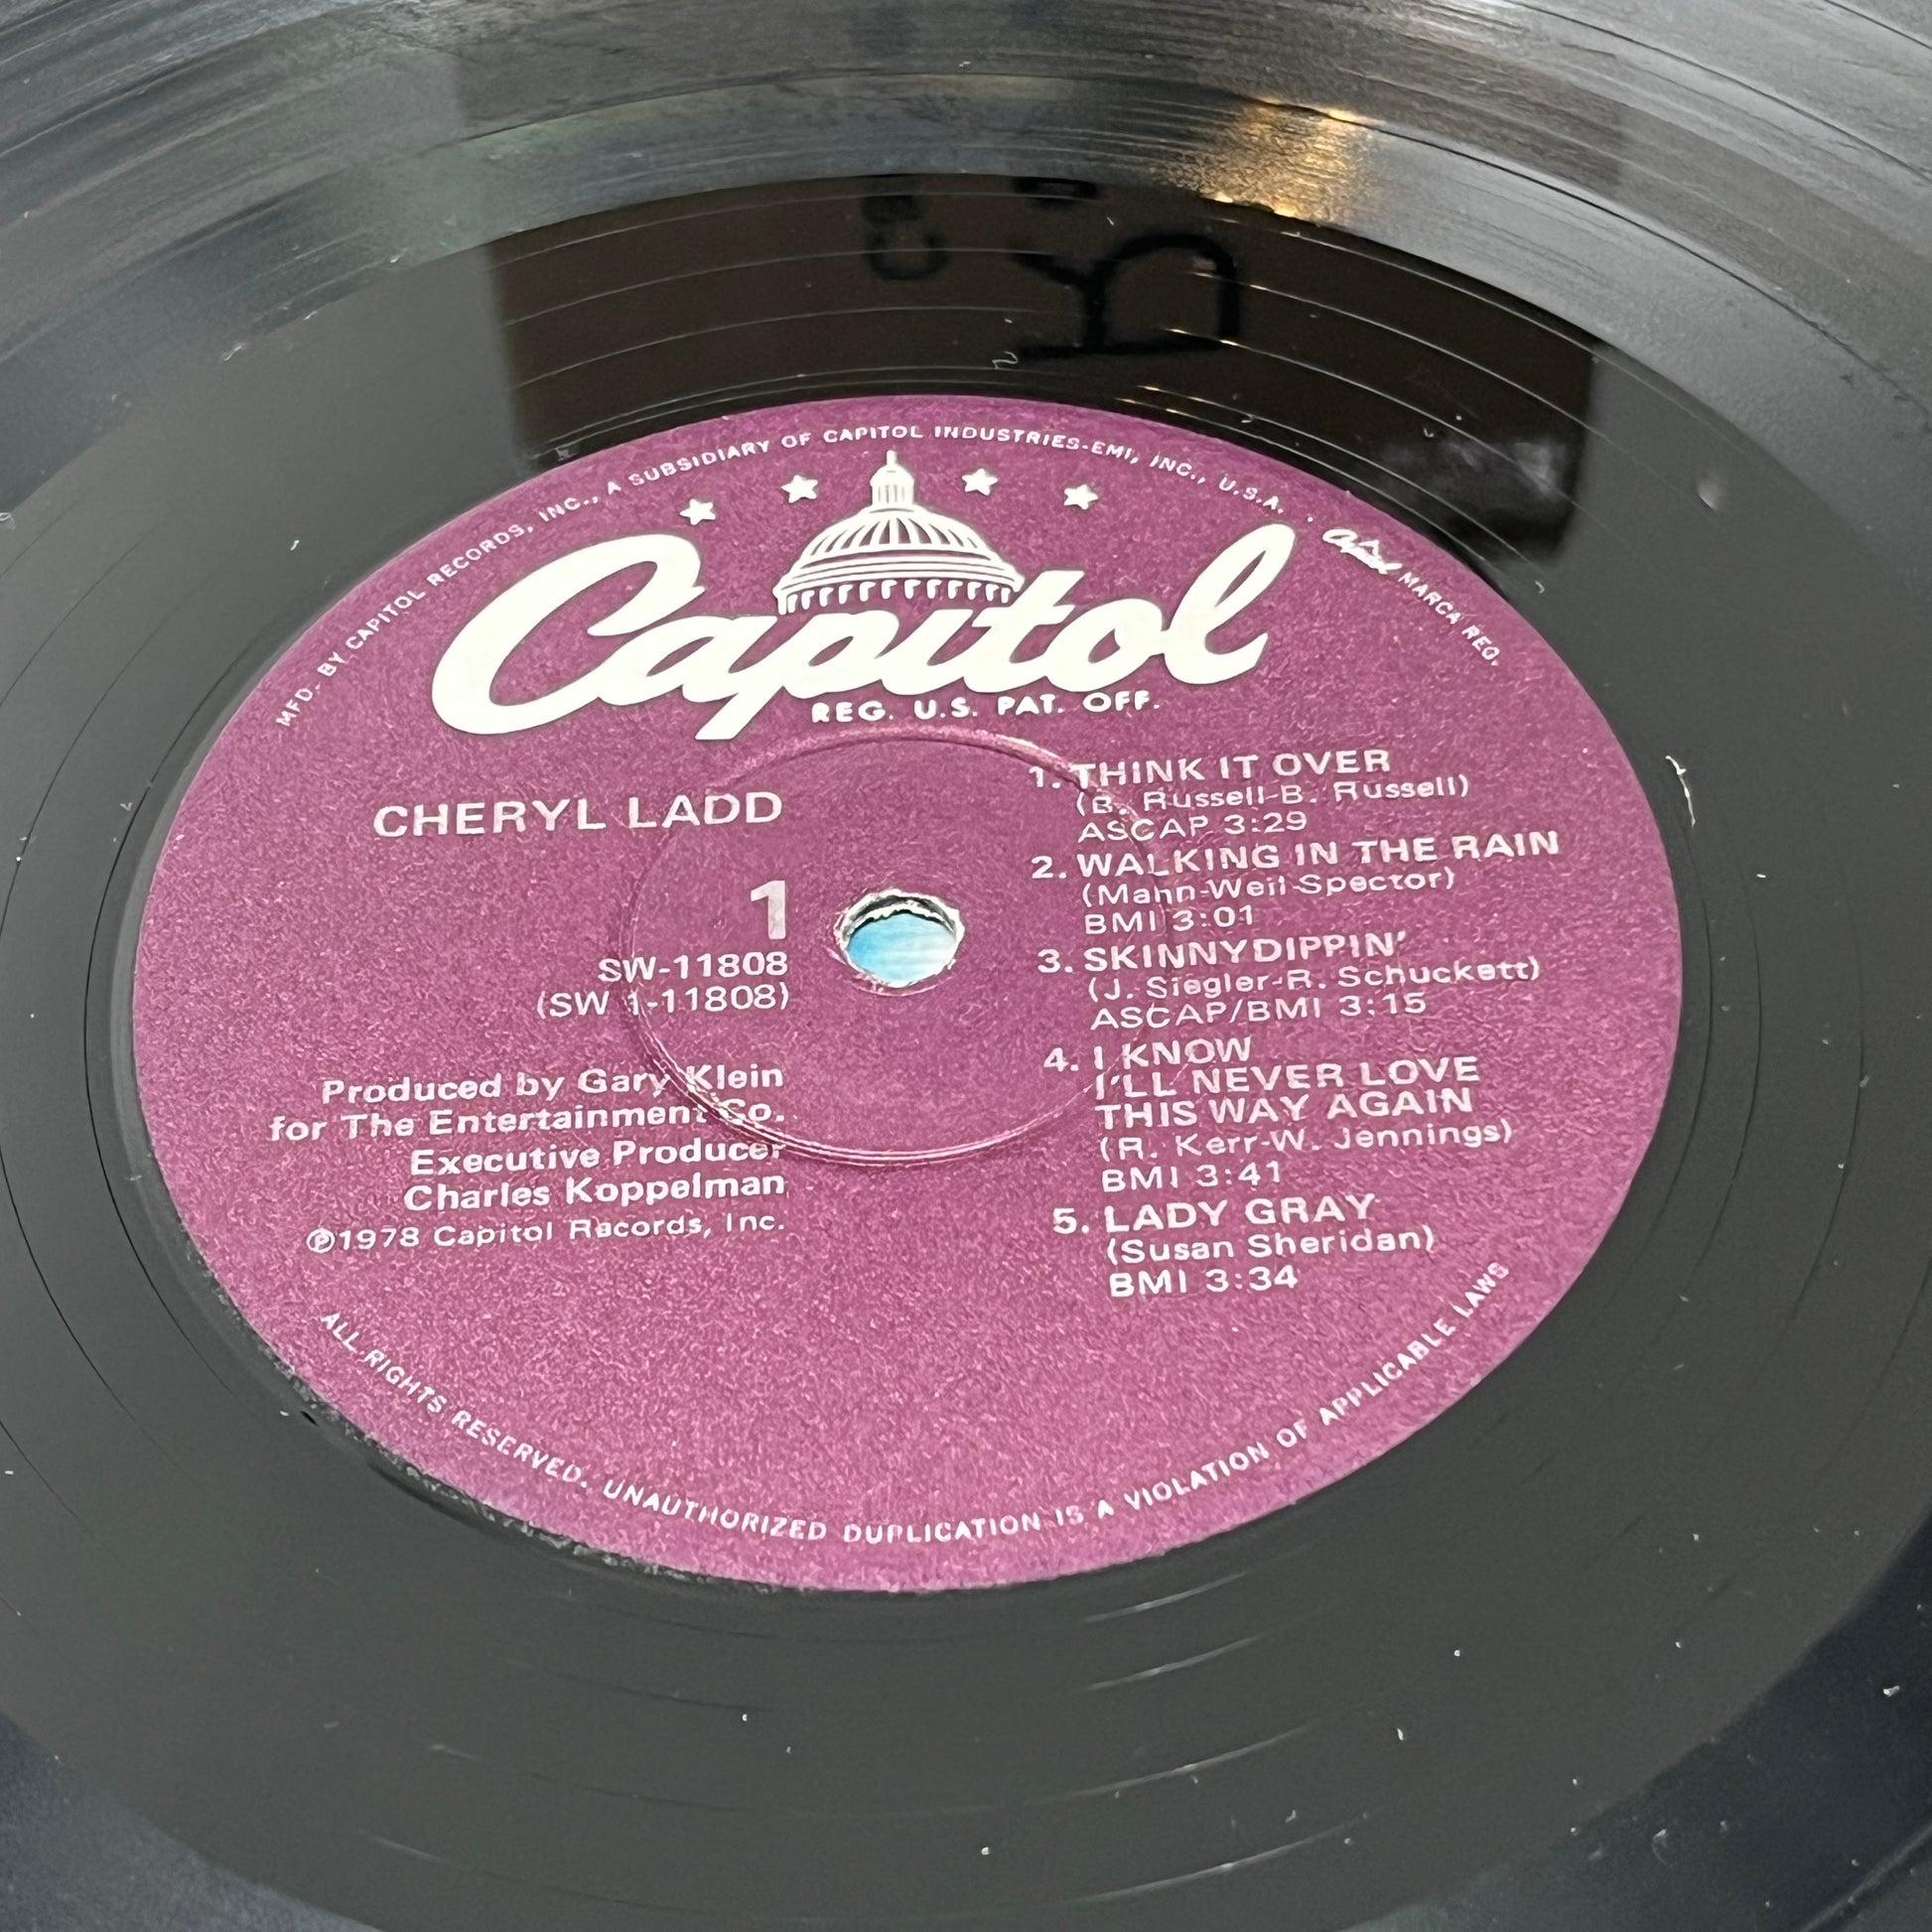 MFD. BY CAPITOL RECORDS, INC., A SUBSIDIARY OF CAPITOL INDUSTRIES-EMI, INC., U.S.A. · Capitol MARCA REG.
Capitol
REG. U.S. PAT. OFF.
CHERYL LADD
1
SW-11808
(SW 1-11808)
Produced by Gary Klein
for The Entertainment Co.
Executive Producer
Charles Koppelman
℗1978 Capitol Records, Inc.
1. THINK IT OVER
(B. Russell-B. Russell)
ASCAP 3:29
2. WALKING IN THE RAIN
(Mann-Weil-Spector)
BMI 3:01
3. SKINNYDIPPIN'
(J. Siegler-R. Schuckett)
ASCAP/BMI 3:15
4. I KNOW
I'LL NEVER LOVE
THIS WAY AGAIN
(R. Kerr-W. Jennings)
BMI 3:41
5. LADY GRAY
(Susan Sheridan)
BMI 3:34
ALL RIGHTS RESERVED. UNAUTHORIZED DUPLICATION IS A VIOLATION OF APPLICABLE LAWS